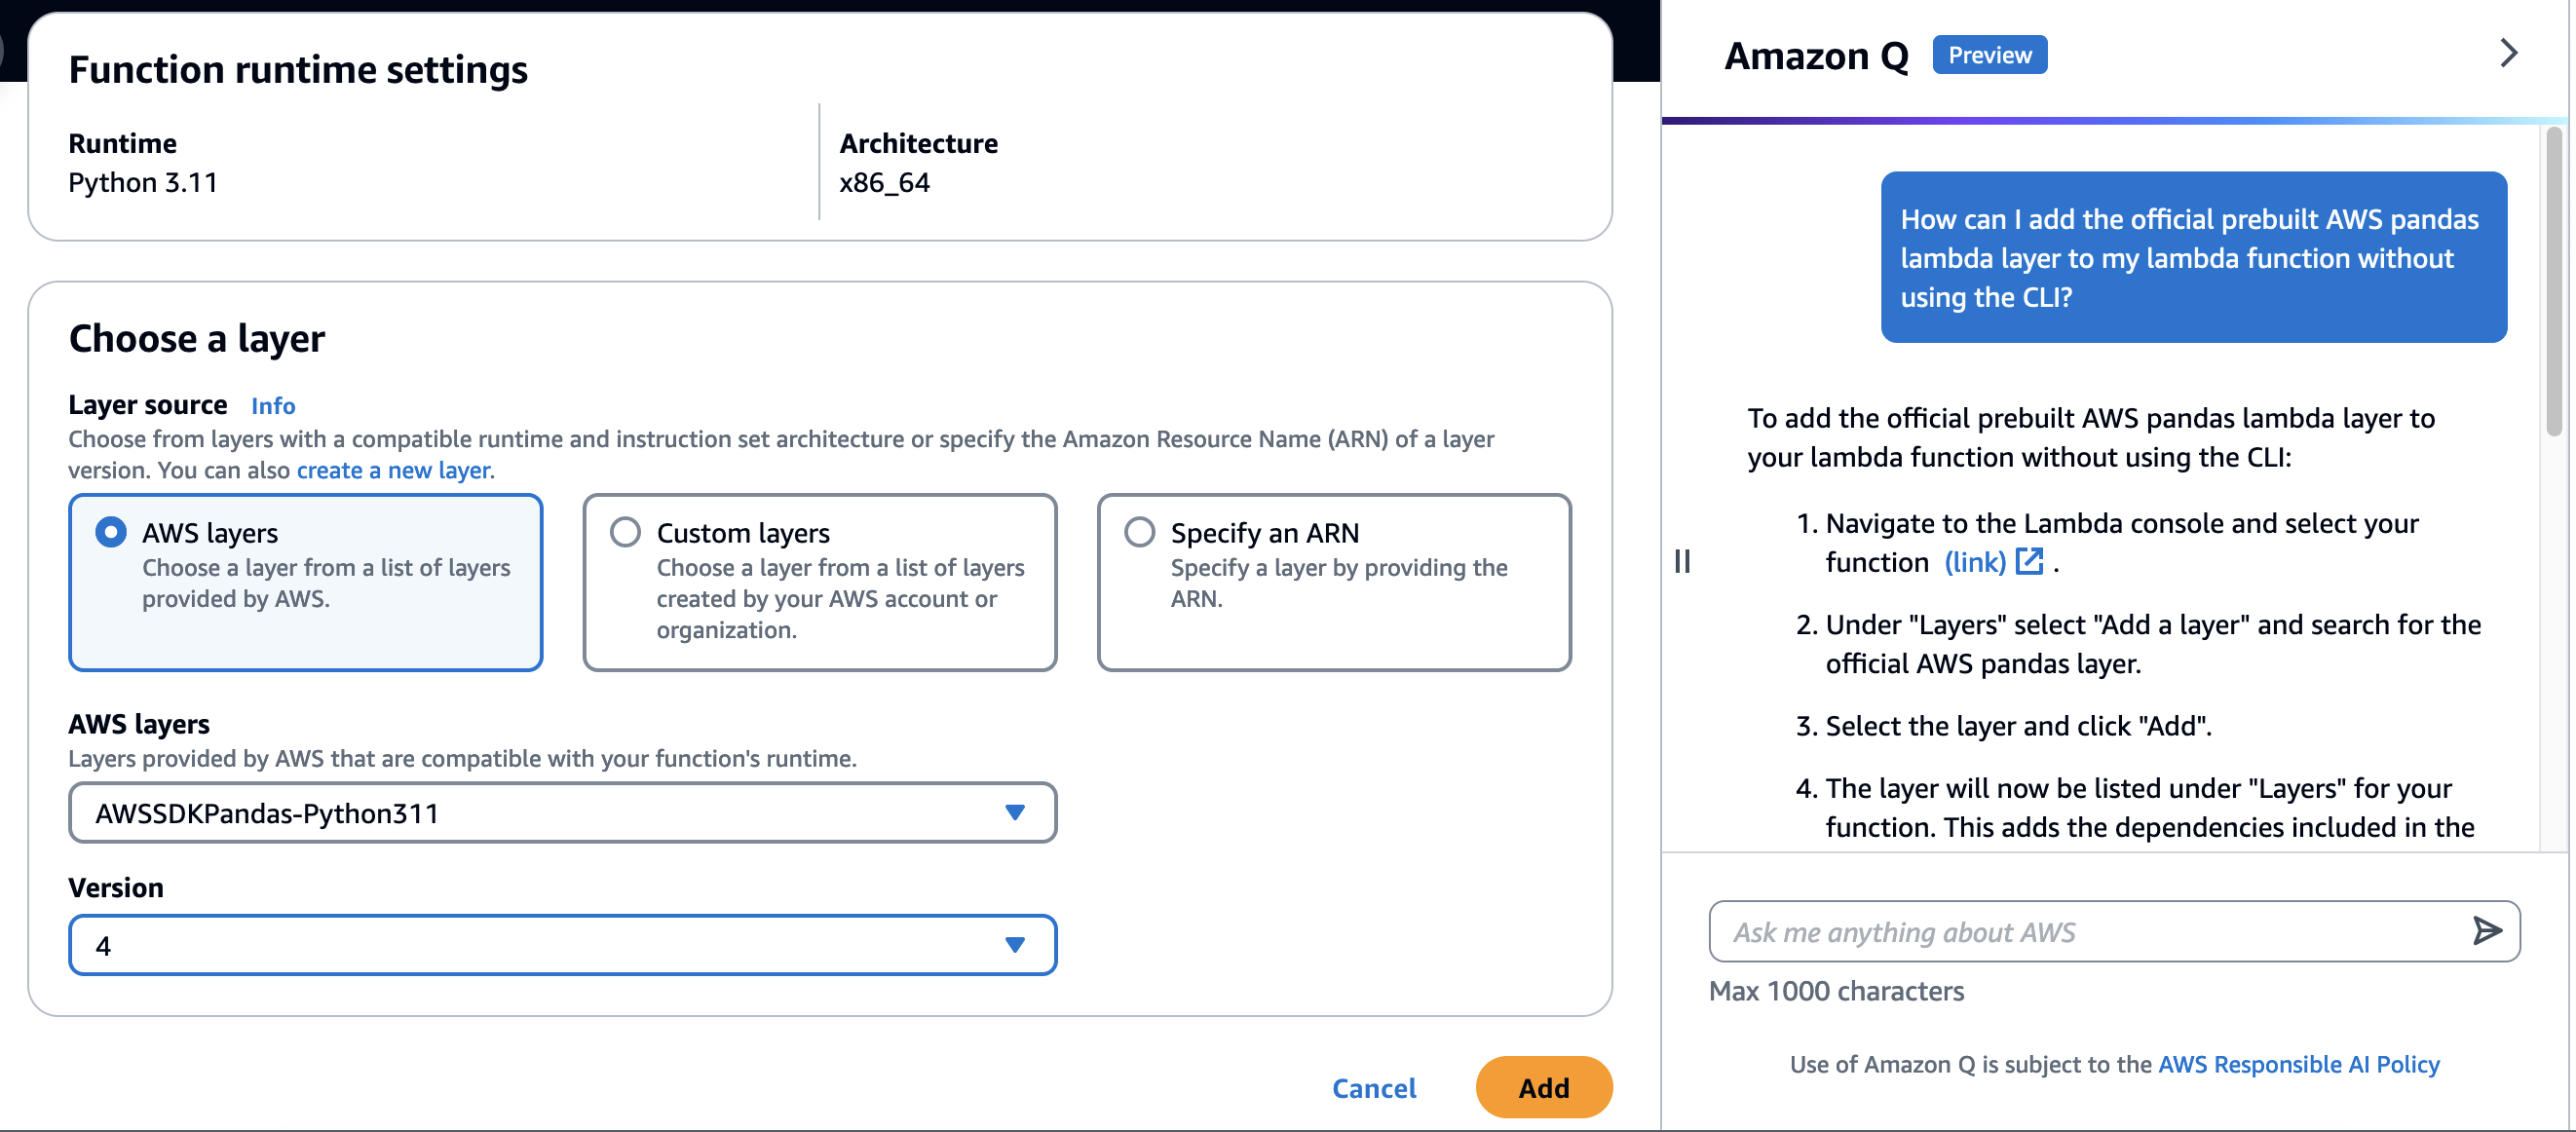 Function runtime settings
Runtime
Python 3.11
Architecture
x86_64
Choose a layer
Layer source Info
Choose from layers with a compatible runtime and instruction set architecture or specify the Amazon Resource Name (ARN) of a layer
version. You can also create a new layer.
AWS layers
Choose a layer from a list of layers
provided by AWS.
Custom layers
Choose a layer from a list of layers
created by your AWS account or
organization.
Specify an ARN
Specify a layer by providing the
ARN.
AWS layers
Layers provided by AWS that are compatible with your function's runtime.
AWSSDKPandas-Python311
Version
4
Cancel
Add
Amazon Q Preview
How can I add the official prebuilt AWS pandas
lambda layer to my lambda function without
using the CLI?
To add the official prebuilt AWS pandas lambda layer to
your lambda function without using the CLI:
1. Navigate to the Lambda console and select your
function (link) .
2. Under "Layers" select "Add a layer" and search for the
official AWS pandas layer.
3. Select the layer and click "Add".
4. The layer will now be listed under "Layers" for your
function. This adds the dependencies included in the
Ask me anything about AWS
Max 1000 characters
Use of Amazon Q is subject to the AWS Responsible AI Policy